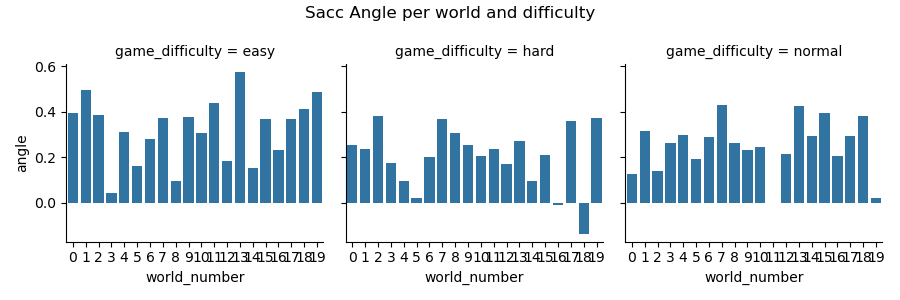 Sacc Angle per world and difficulty
game_difficulty = easy
game_difficulty = hard
game_difficulty = normal
0.6
0.4
0.2
0.0
angle
0 1 2 3 4 5 6 7 8 9 10 11 12 13 14 15 16 17 18 19
0 1 2 3 4 5 6 7 8 9 10 11 12 13 14 15 16 17 18 19
0 1 2 3 4 5 6 7 8 9 10 11 12 13 14 15 16 17 18 19
world_number
world_number
world_number